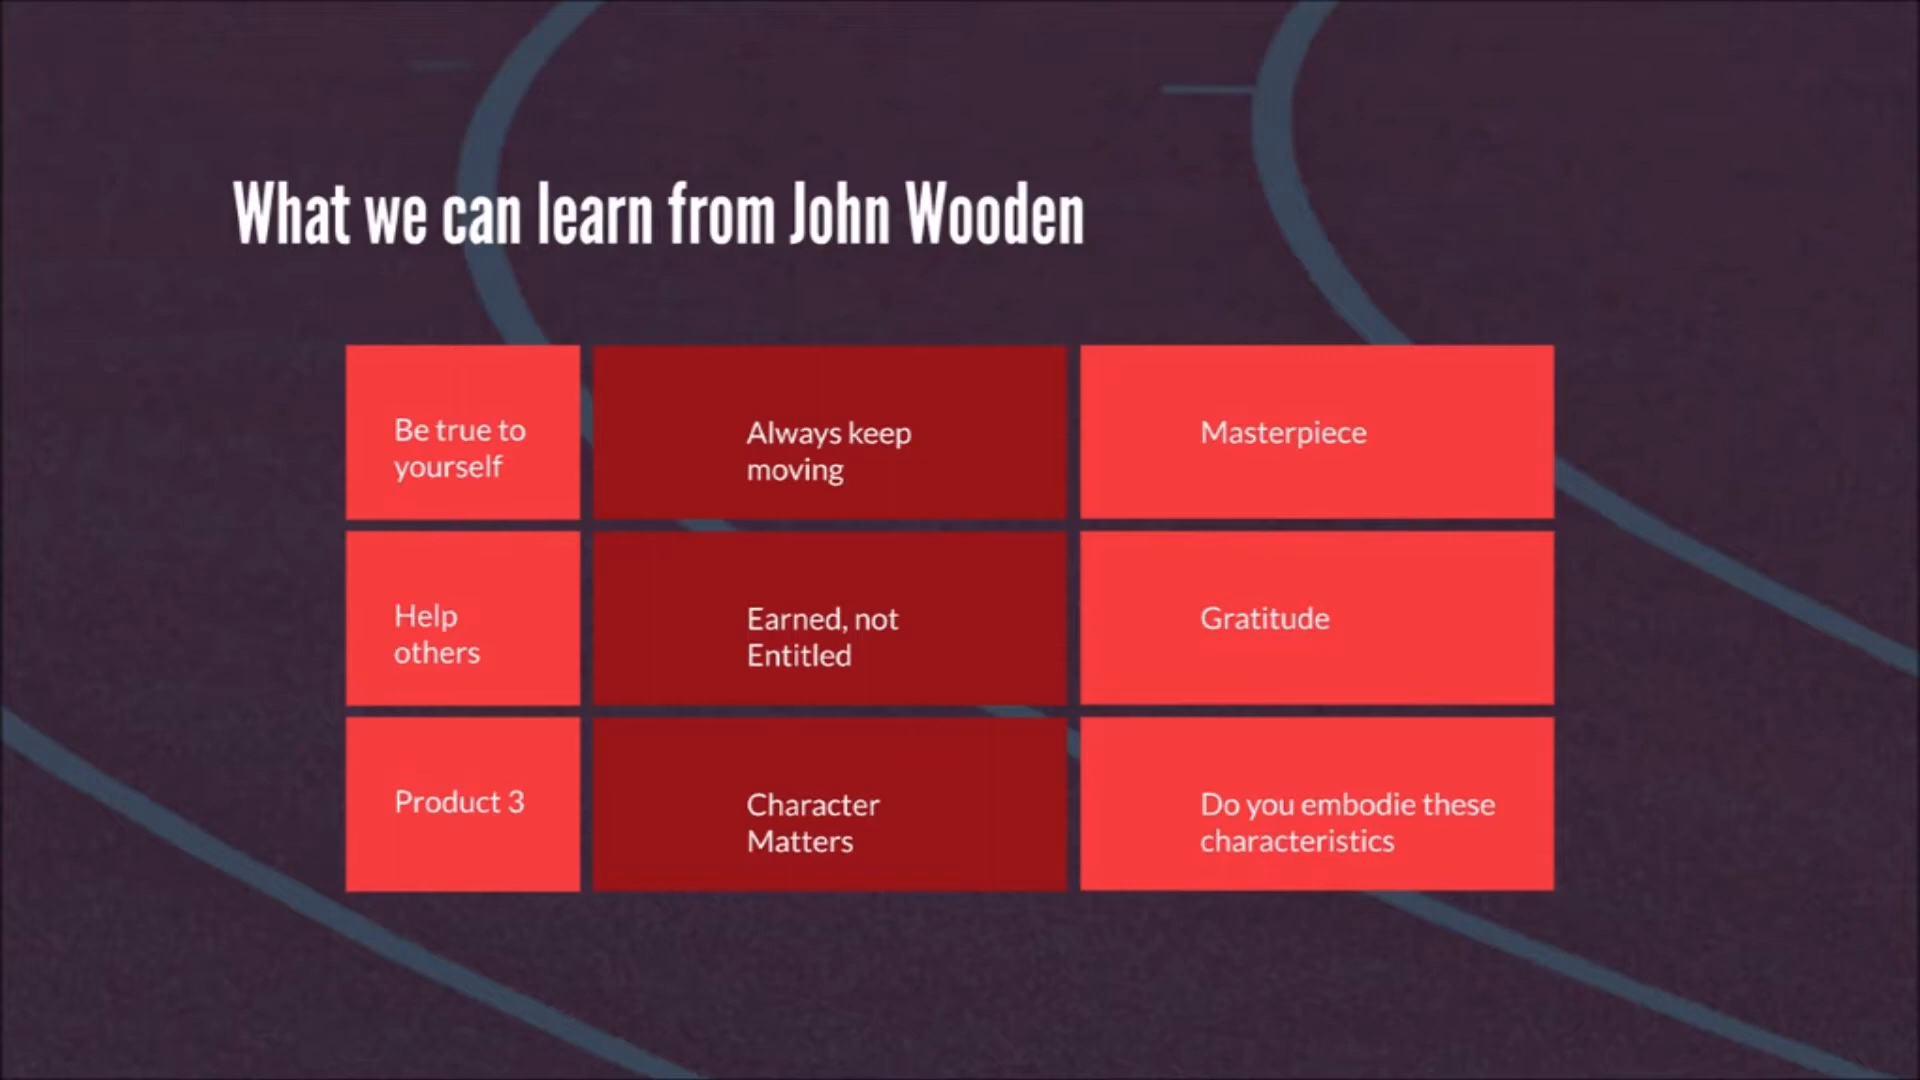 What we can learn from John Wooden
Be true to
yourself
Always keep
moving
Masterpiece
Help
others
Earned, not
Entitled
Gratitude
Product 3
Character
Matters
Do you embodie these
characteristics